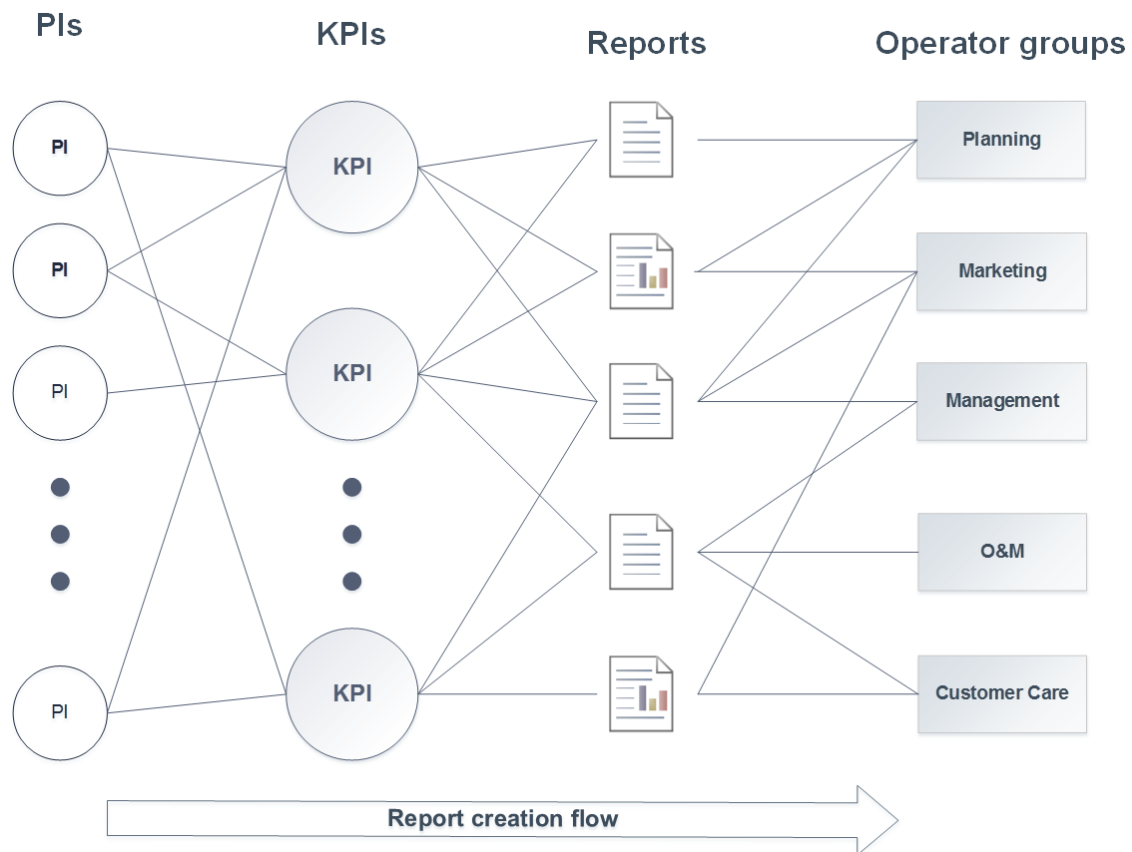 PIs
KPIs
Reports
Operator groups
PI
KPI
Planning
PI
Marketing
PI
KPI
Management
O&M
PI
KPI
Customer Care
Report creation flow